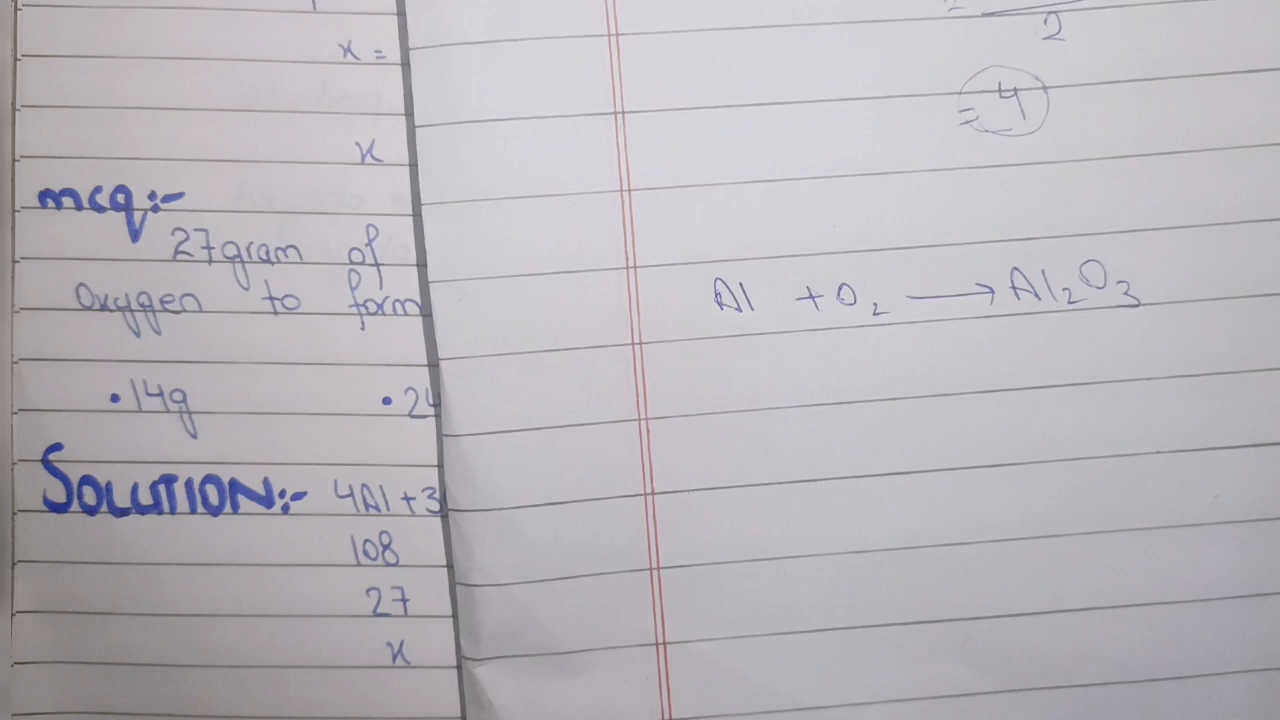 x =
x
mcq:-
27gram of
Oxygen to form
•14g •24
SOLUTION:- 4Al+3
108
27
x
2
= 4
Al + O₂ ⟶ Al₂O₃